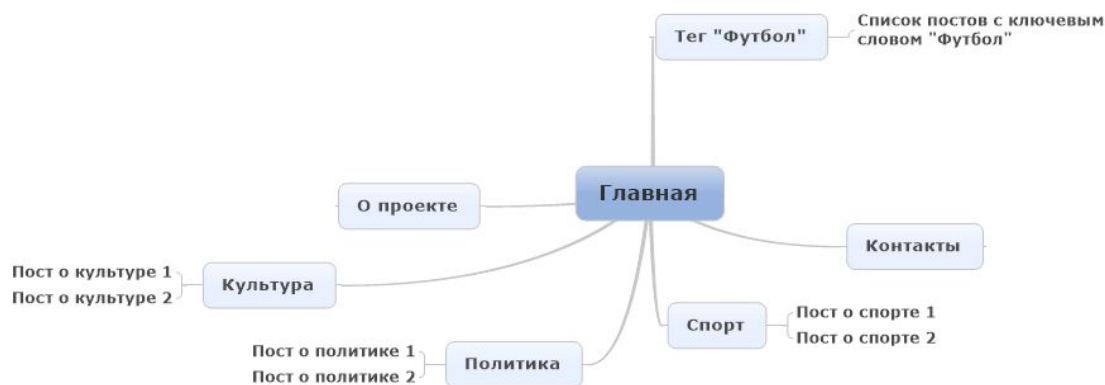 Тег "Футбол"
Список постов с ключевым
словом "Футбол"
Главная
О проекте
Контакты
Пост о культуре 1
Пост о культуре 2
Культура
Спорт
Пост о спорте 1
Пост о спорте 2
Пост о политике 1
Пост о политике 2
Политика